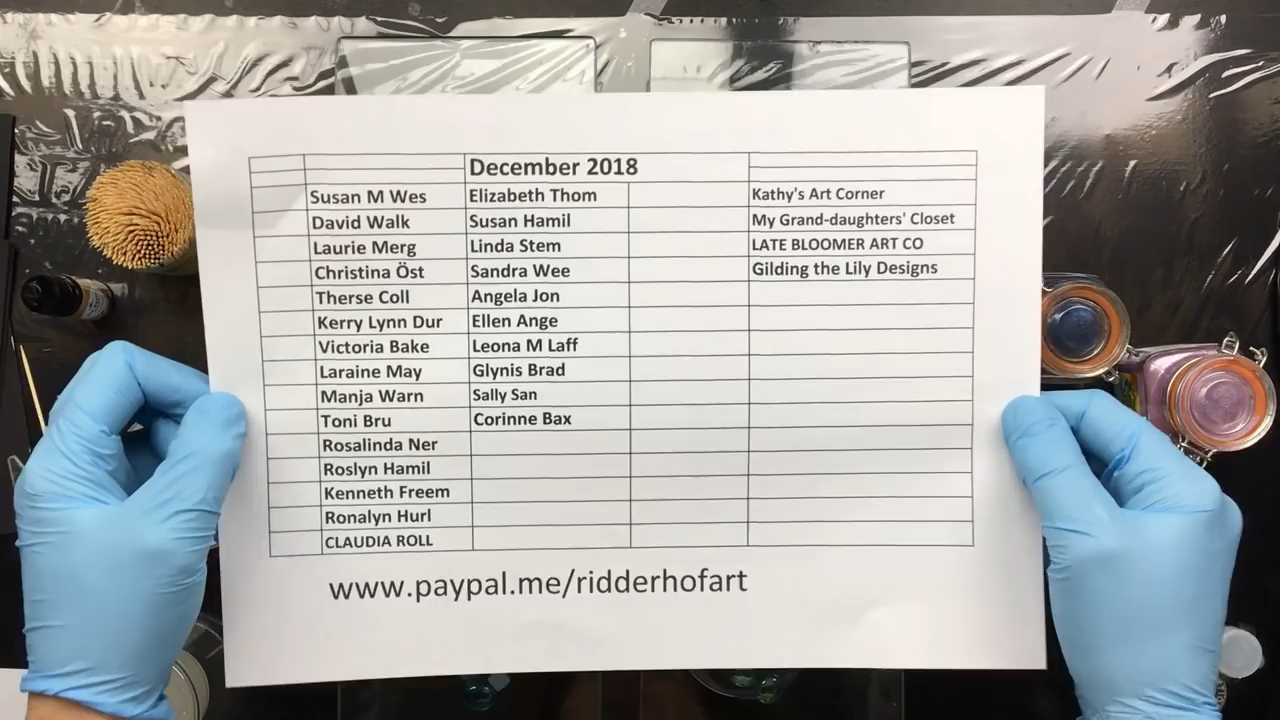 December 2018
Susan M Wes Elizabeth Thom Kathy's Art Corner
David Walk Susan Hamil My Grand-daughters' Closet
Laurie Merg Linda Stem LATE BLOOMER ART CO
Christina Öst Sandra Wee Gilding the Lily Designs
Therse Coll Angela Jon
Kerry Lynn Dur Ellen Ange
Victoria Bake Leona M Laff
Laraine May Glynis Brad
Manja Warn Sally San
Toni Bru Corinne Bax
Rosalinda Ner
Roslyn Hamil
Kenneth Freem
Ronalyn Hurl
CLAUDIA ROLL
www.paypal.me/ridderhofart